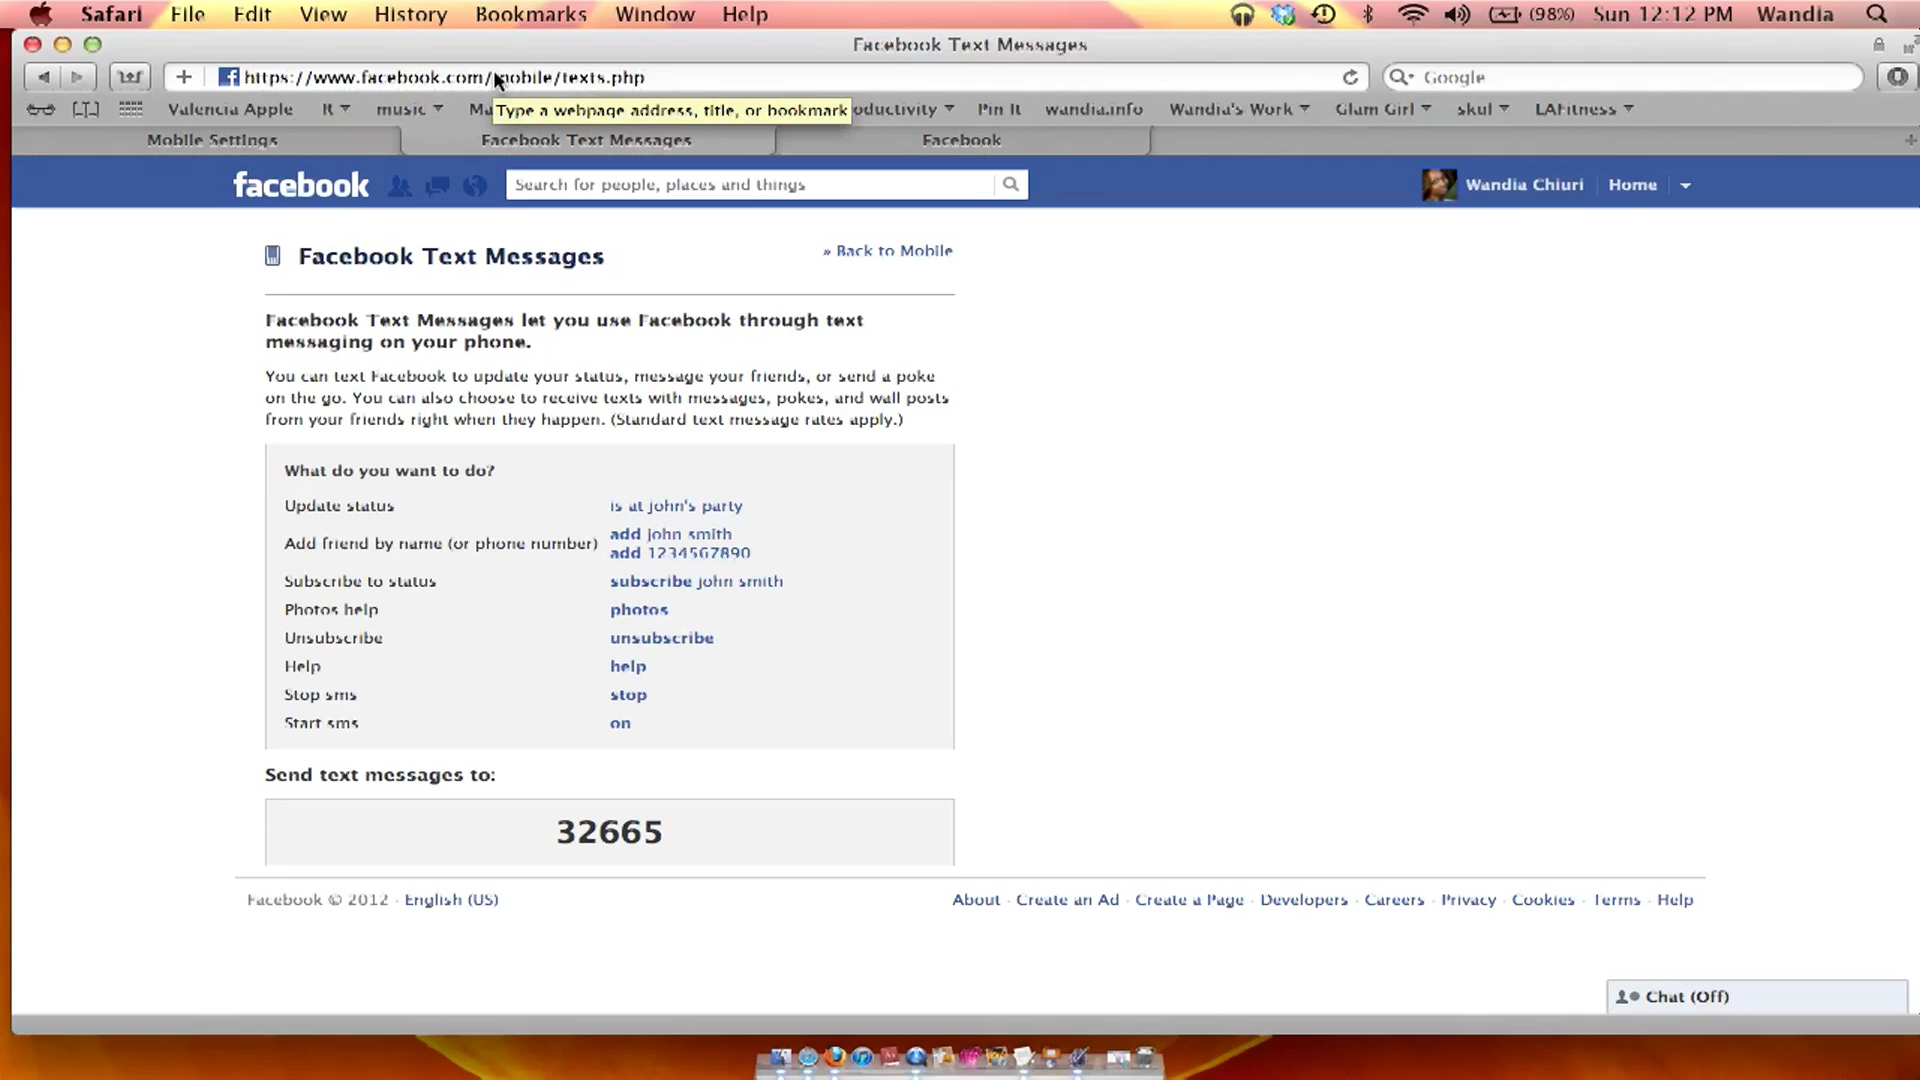 Safari File Edit View History Bookmarks Window Help (98%) Sun 12:12 PM Wandia
Facebook Text Messages
https://www.facebook.com/mobile/texts.php Google
Valencia Apple music Type a webpage address, title, or bookmark oductivity Pin It wandia.info Wandia's Work Glam Girl skul LAFitness
Mobile Settings Facebook Text Messages Facebook
facebook Search for people, places and things Wandia Chiuri Home
Facebook Text Messages » Back to Mobile
Facebook Text Messages let you use Facebook through text
messaging on your phone.
You can text Facebook to update your status, message your friends, or send a poke
on the go. You can also choose to receive texts with messages, pokes, and wall posts
from your friends right when they happen. (Standard text message rates apply.)
What do you want to do?
Update status is at john's party
Add friend by name (or phone number) add john smith
add 1234567890
Subscribe to status subscribe john smith
Photos help photos
Unsubscribe unsubscribe
Help help
Stop sms stop
Start sms on
Send text messages to:
32665
Facebook © 2012 · English (US) About · Create an Ad · Create a Page · Developers · Careers · Privacy · Cookies · Terms · Help
Chat (Off)